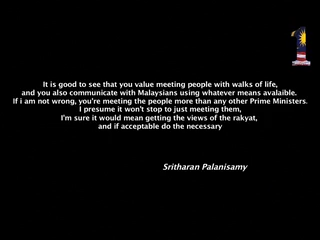 It is good to see that you value meeting people with walks of life,
and you also communicate with Malaysians using whatever means avalaible.
If i am not wrong, you're meeting the people more than any other Prime Ministers.
I presume it won't stop to just meeting them,
I'm sure it would mean getting the views of the rakyat,
and if acceptable do the necessary
Sritharan Palanisamy